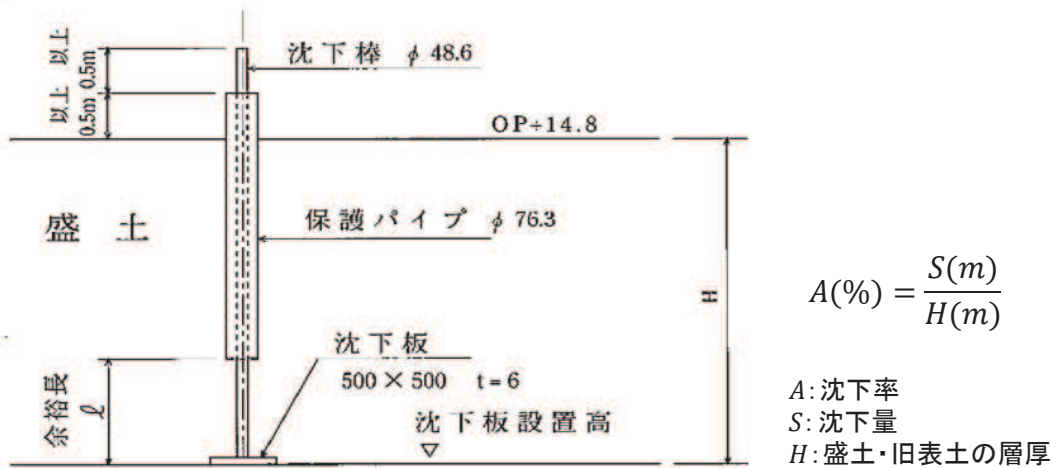 以上
0.5m
以上
0.5m
沈下棒 φ 48.6
OP+14.8
盛土
保護パイプ φ 76.3
H
沈下板
500×500 t=6
余裕長
ℓ
沈下板設置高
▽
A(%) = S(m)/H(m)
A: 沈下率
S: 沈下量
H: 盛土・旧表土の層厚